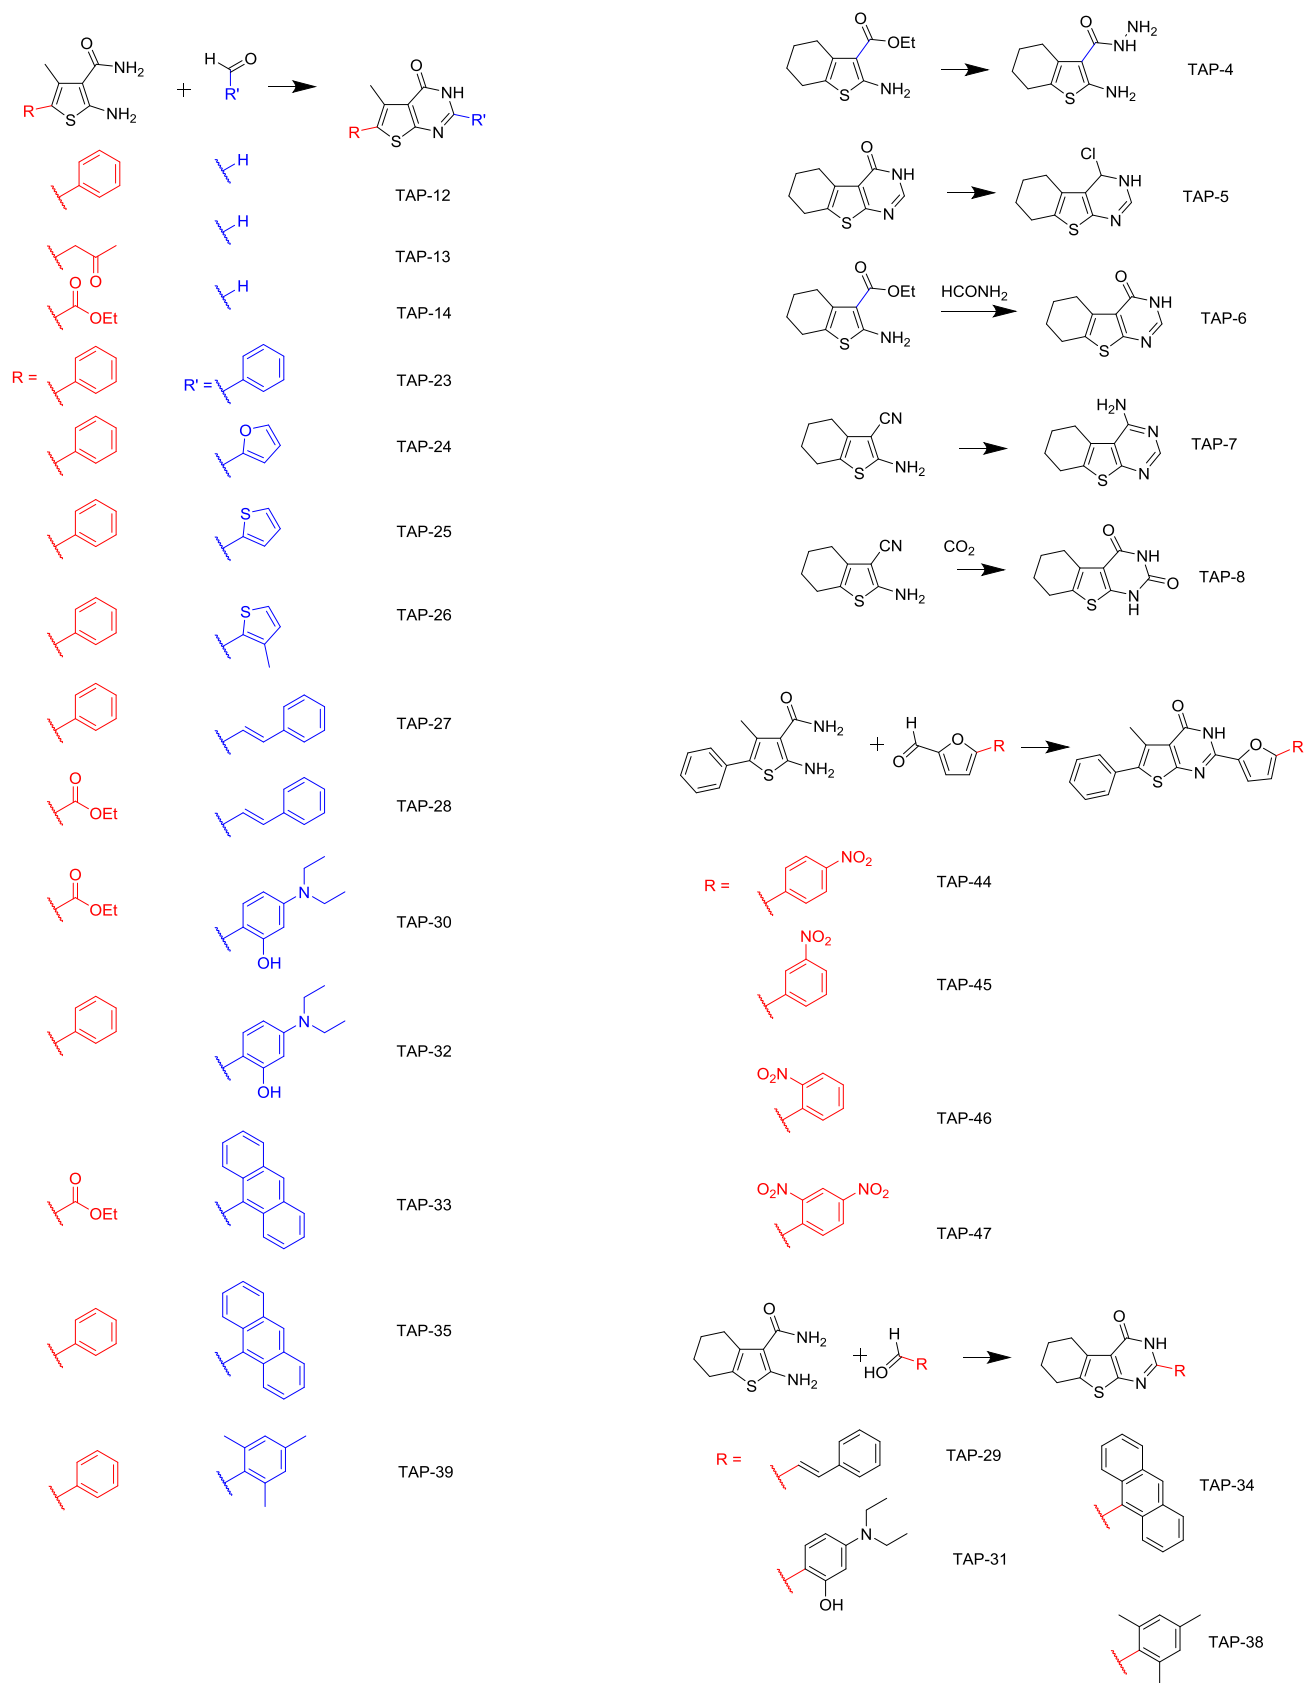 O
NH2
NH2
S
R
+
H
O
R'
O
NH
N
S
R
R'
H
TAP-12
H
O
TAP-13
O
OEt
H
TAP-14
R =
R' =
TAP-23
O
TAP-24
S
TAP-25
S
TAP-26
TAP-27
O
OEt
TAP-28
O
OEt
N
OH
TAP-30
N
OH
TAP-32
O
OEt
TAP-33
TAP-35
TAP-39
O
OEt
NH2
S
O
NH2
NH
NH2
S
TAP-4
O
NH
N
S
Cl
NH
N
S
TAP-5
O
OEt
NH2
S
HCONH2
O
NH
N
S
TAP-6
CN
NH2
S
H2N
N
N
S
TAP-7
CN
NH2
S
CO2
O
NH
O
N
H
S
TAP-8
O
NH2
NH2
S
+
H
O
O
R
O
NH
N
S
O
R
R =
NO2
TAP-44
NO2
TAP-45
O2N
TAP-46
NO2
NO2
TAP-47
O
NH2
NH2
S
+
H
HO
R
O
NH
N
S
R
R =
TAP-29
TAP-34
N
OH
TAP-31
TAP-38